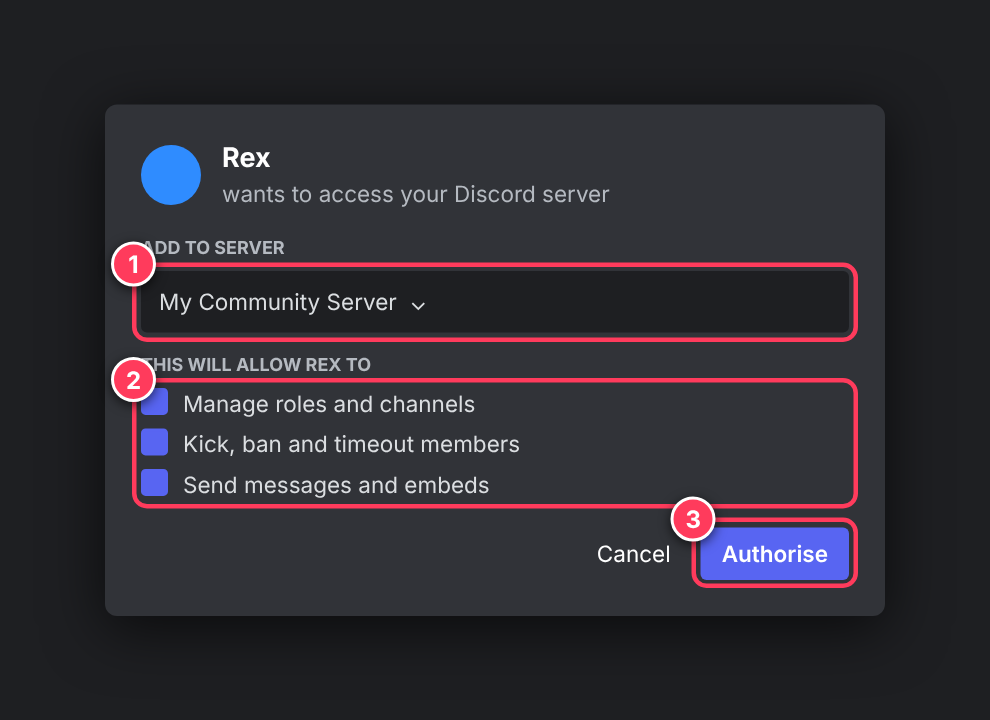 Rex
wants to access your Discord server
ADD TO SERVER
1
My Community Server
THIS WILL ALLOW REX TO
2
Manage roles and channels
Kick, ban and timeout members
Send messages and embeds
3
Cancel
Authorise